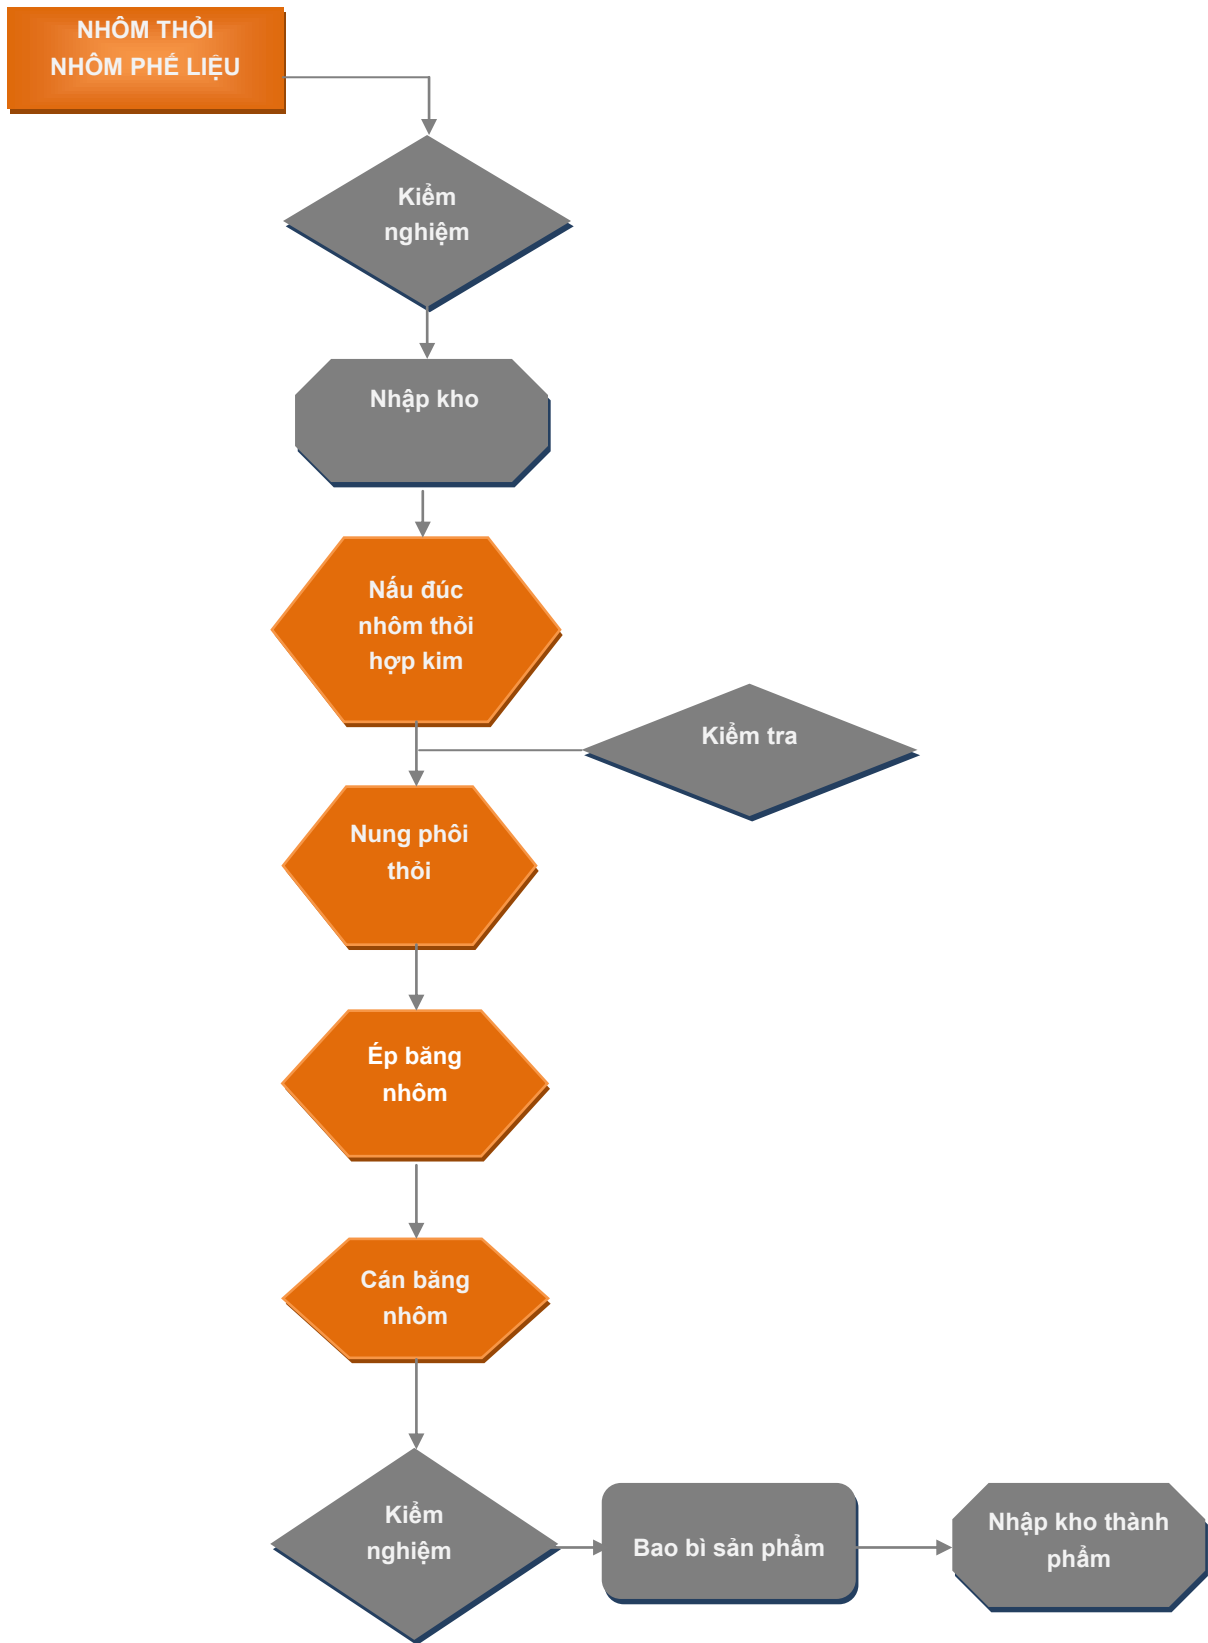 NHÔM THỎI
NHÔM PHẾ LIỆU
Kiểm
nghiệm
Nhập kho
Nấu đúc
nhôm thỏi
hợp kim
Kiểm tra
Nung phôi
thỏi
Ép băng
nhôm
Cán băng
nhôm
Kiểm
nghiệm
Bao bì sản phẩm
Nhập kho thành
phẩm